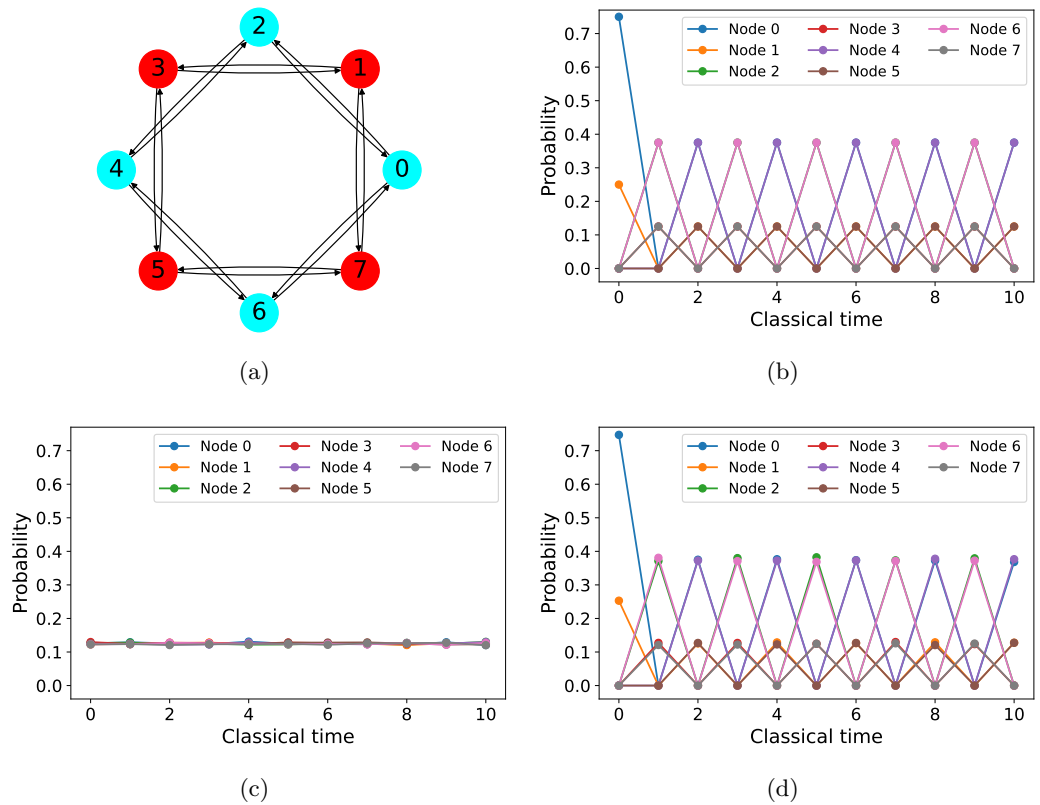 2
3
1
4
0
5
7
6
(a)
Node 0 Node 3 Node 6
Node 1 Node 4 Node 7
Node 2 Node 5
Probability
0.7
0.6
0.5
0.4
0.3
0.2
0.1
0.0
0 2 4 6 8 10
Classical time
(b)
Node 0 Node 3 Node 6
Node 1 Node 4 Node 7
Node 2 Node 5
Probability
0.7
0.6
0.5
0.4
0.3
0.2
0.1
0.0
0 2 4 6 8 10
Classical time
(c)
Node 0 Node 3 Node 6
Node 1 Node 4 Node 7
Node 2 Node 5
Probability
0.7
0.6
0.5
0.4
0.3
0.2
0.1
0.0
0 2 4 6 8 10
Classical time
(d)